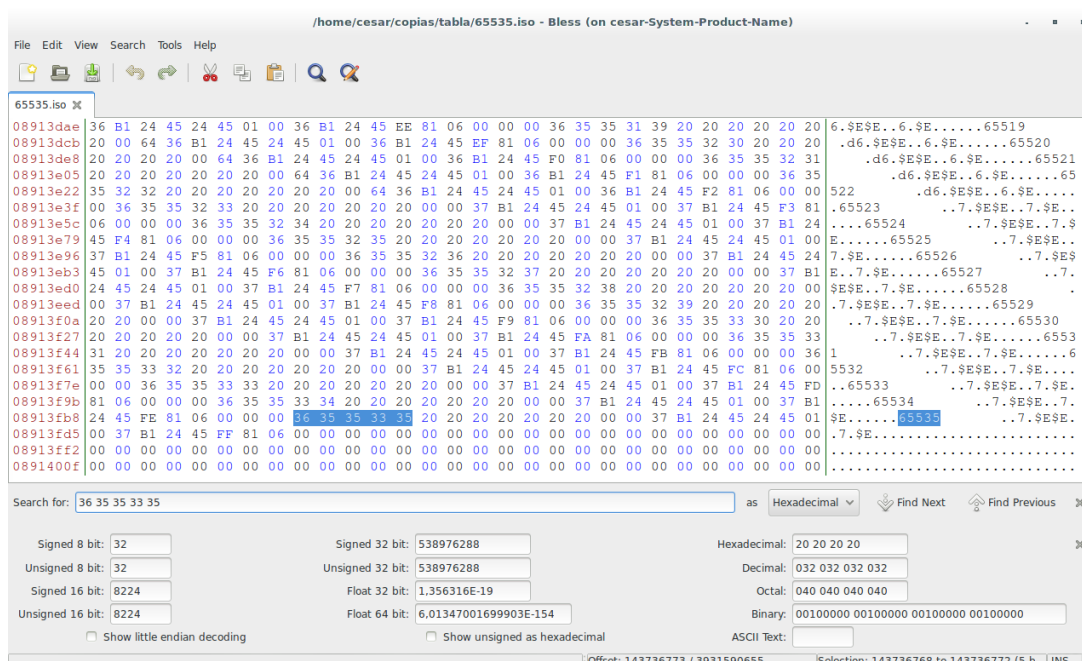 /home/cesar/copias/tabla/65535.iso - Bless (on cesar-System-Product-Name)
File Edit View Search Tools Help
65535.iso
08913dae 36 B1 24 45 24 45 01 00 36 B1 24 45 EE 81 06 00 00 00 36 35 35 31 39 20 20 20 20 20 20 6.$E$E..6.$E......65519
08913dcb 20 00 64 36 B1 24 45 24 45 01 00 36 B1 24 45 EF 81 06 00 00 00 36 35 35 32 30 20 20 20 .d6.$E$E..6.$E......65520
08913de8 20 20 20 20 00 64 36 B1 24 45 24 45 01 00 36 B1 24 45 F0 81 06 00 00 00 36 35 35 32 31 .d6.$E$E..6.$E......65521
08913e05 20 20 20 20 20 20 20 00 64 36 B1 24 45 24 45 01 00 36 B1 24 45 F1 81 06 00 00 00 36 35 .d6.$E$E..6.$E......65
08913e22 35 32 32 20 20 20 20 20 20 20 00 64 36 B1 24 45 24 45 01 00 36 B1 24 45 F2 81 06 00 00 522 .d6.$E$E..6.$E.....
08913e3f 00 36 35 35 32 33 20 20 20 20 20 20 20 00 00 37 B1 24 45 24 45 01 00 37 B1 24 45 F3 81 .65523 ..7.$E$E..7.$E..
08913e5c 06 00 00 00 36 35 35 32 34 20 20 20 20 20 20 20 00 00 37 B1 24 45 24 45 01 00 37 B1 24 ....65524 ..7.$E$E..7.$
08913e79 45 F4 81 06 00 00 00 36 35 35 32 35 20 20 20 20 20 20 20 00 00 37 B1 24 45 24 45 01 00 E......65525 ..7.$E$E..
08913e96 37 B1 24 45 F5 81 06 00 00 00 36 35 35 32 36 20 20 20 20 20 20 20 00 00 37 B1 24 45 24 7.$E......65526 ..7.$E$
08913eb3 45 01 00 37 B1 24 45 F6 81 06 00 00 00 36 35 35 32 37 20 20 20 20 20 20 20 00 00 37 B1 E..7.$E......65527 ..7.
08913ed0 24 45 24 45 01 00 37 B1 24 45 F7 81 06 00 00 00 36 35 35 32 38 20 20 20 20 20 20 20 00 $E$E..7.$E......65528 .
08913eed 00 37 B1 24 45 24 45 01 00 37 B1 24 45 F8 81 06 00 00 00 36 35 35 32 39 20 20 20 20 20 .7.$E$E..7.$E......65529
08913f0a 20 20 00 00 37 B1 24 45 24 45 01 00 37 B1 24 45 F9 81 06 00 00 00 36 35 35 33 30 20 20 ..7.$E$E..7.$E......65530
08913f27 20 20 20 20 20 00 00 37 B1 24 45 24 45 01 00 37 B1 24 45 FA 81 06 00 00 00 36 35 35 33 ..7.$E$E..7.$E......6553
08913f44 31 20 20 20 20 20 20 20 00 00 37 B1 24 45 24 45 01 00 37 B1 24 45 FB 81 06 00 00 00 36 1 ..7.$E$E..7.$E......6
08913f61 35 35 33 32 20 20 20 20 20 20 20 00 00 37 B1 24 45 24 45 01 00 37 B1 24 45 FC 81 06 00 5532 ..7.$E$E..7.$E....
08913f7e 00 00 36 35 35 33 33 20 20 20 20 20 20 20 00 00 37 B1 24 45 24 45 01 00 37 B1 24 45 FD ..65533 ..7.$E$E..7.$E.
08913f9b 81 06 00 00 00 36 35 35 33 34 20 20 20 20 20 20 20 00 00 37 B1 24 45 24 45 01 00 37 B1 .....65534 ..7.$E$E..7.
08913fb8 24 45 FE 81 06 00 00 00 36 35 35 33 35 20 20 20 20 20 20 20 00 00 37 B1 24 45 24 45 01 $E......65535 ..7.$E$E.
08913fd5 00 37 B1 24 45 FF 81 06 00 00 00 00 00 00 00 00 00 00 00 00 00 00 00 00 00 00 00 00 00 .7.$E........................
08913ff2 00 00 00 00 00 00 00 00 00 00 00 00 00 00 00 00 00 00 00 00 00 00 00 00 00 00 00 00 00 .............................
0891400f 00 00 00 00 00 00 00 00 00 00 00 00 00 00 00 00 00 00 00 00 00 00 00 00 00 00 00 00 00 .............................
Search for: 36 35 35 33 35 as Hexadecimal Find Next Find Previous
Signed 8 bit: 32 Signed 32 bit: 538976288 Hexadecimal: 20 20 20 20
Unsigned 8 bit: 32 Unsigned 32 bit: 538976288 Decimal: 032 032 032 032
Signed 16 bit: 8224 Float 32 bit: 1,356316E-19 Octal: 040 040 040 040
Unsigned 16 bit: 8224 Float 64 bit: 6,01347001699903E-154 Binary: 00100000 00100000 00100000 00100000
Show little endian decoding Show unsigned as hexadecimal ASCII Text:
Offset: 143736773 / 3931590655 Selection: 143736768 to 143736772 (5 b INS